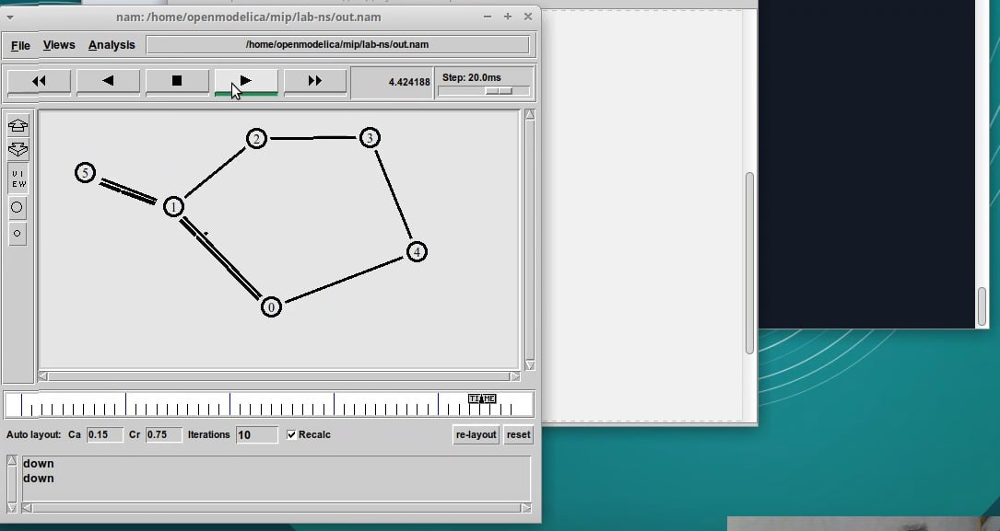 nam: /home/openmodelica/mip/lab-ns/out.nam
File Views Analysis /home/openmodelica/mip/lab-ns/out.nam
4.424188 Step: 20.0ms
2 3
5
VI
EW
1
4
0
TIME
Auto layout: Ca 0.15 Cr 0.75 Iterations 10 Recalc re-layout reset
down
down